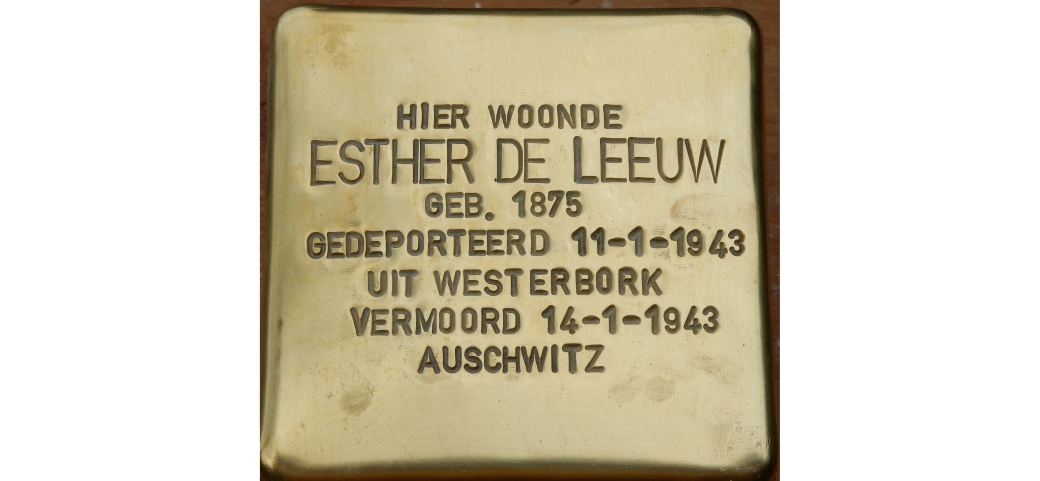 HIER WOONDE
ESTHER DE LEEUW
GEB. 1875
GEDEPORTEERD 11-1-1943
UIT WESTERBORK
VERMOORD 14-1-1943
AUSCHWITZ